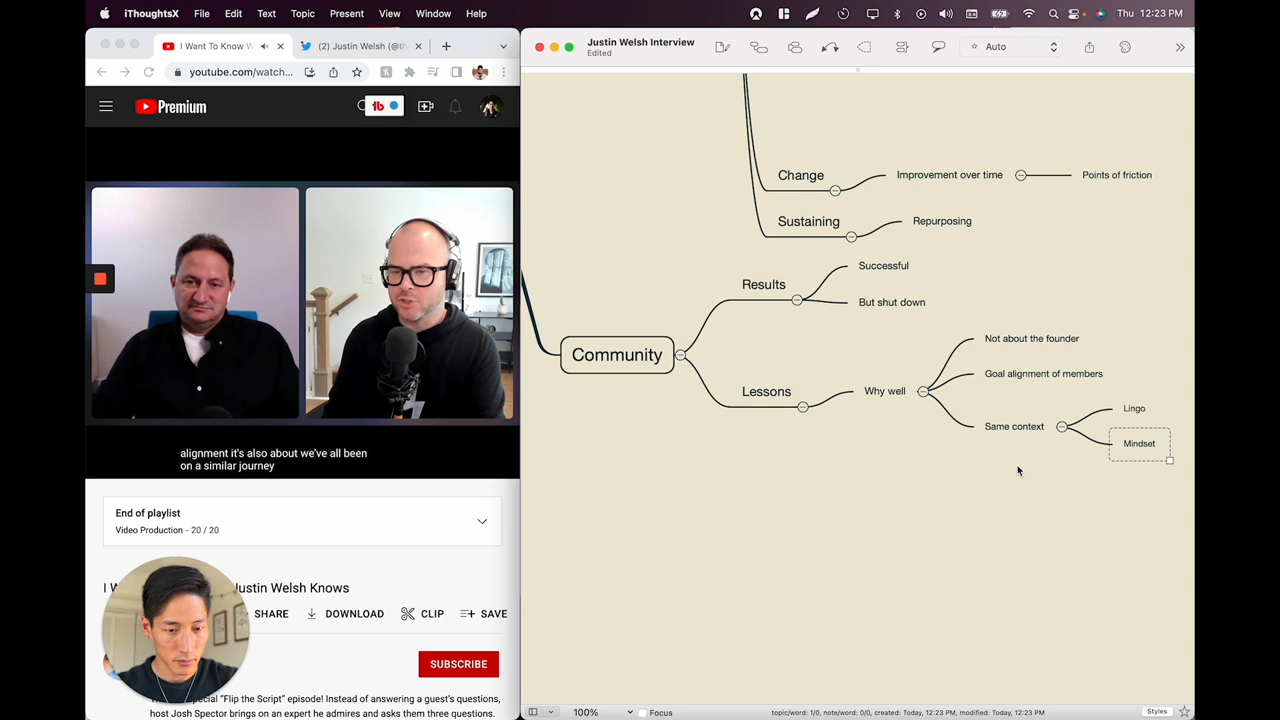 iThoughtsX File Edit Text Topic Present View Window Help Thu 12:23 PM
I Want To Know W
(2) Justin Welsh (@th
youtube.com/watch...
Premium
alignment it's also about we've all been
on a similar journey
End of playlist
Video Production - 20 / 20
I W Justin Welsh Knows
SHARE DOWNLOAD CLIP SAVE
SUBSCRIBE
pecial "Flip the Script" episode! Instead of answering a guest's questions,
host Josh Spector brings on an expert he admires and asks them three questions.
Justin Welsh Interview
Edited
Auto
Change
Improvement over time
Points of friction
Sustaining
Repurposing
Community
Results
Successful
But shut down
Lessons
Why well
Not about the founder
Goal alignment of members
Same context
Lingo
Mindset
100% Focus topic/word: 1/0, note/word: 0/0, created: Today, 12:23 PM, modified: Today, 12:23 PM Styles